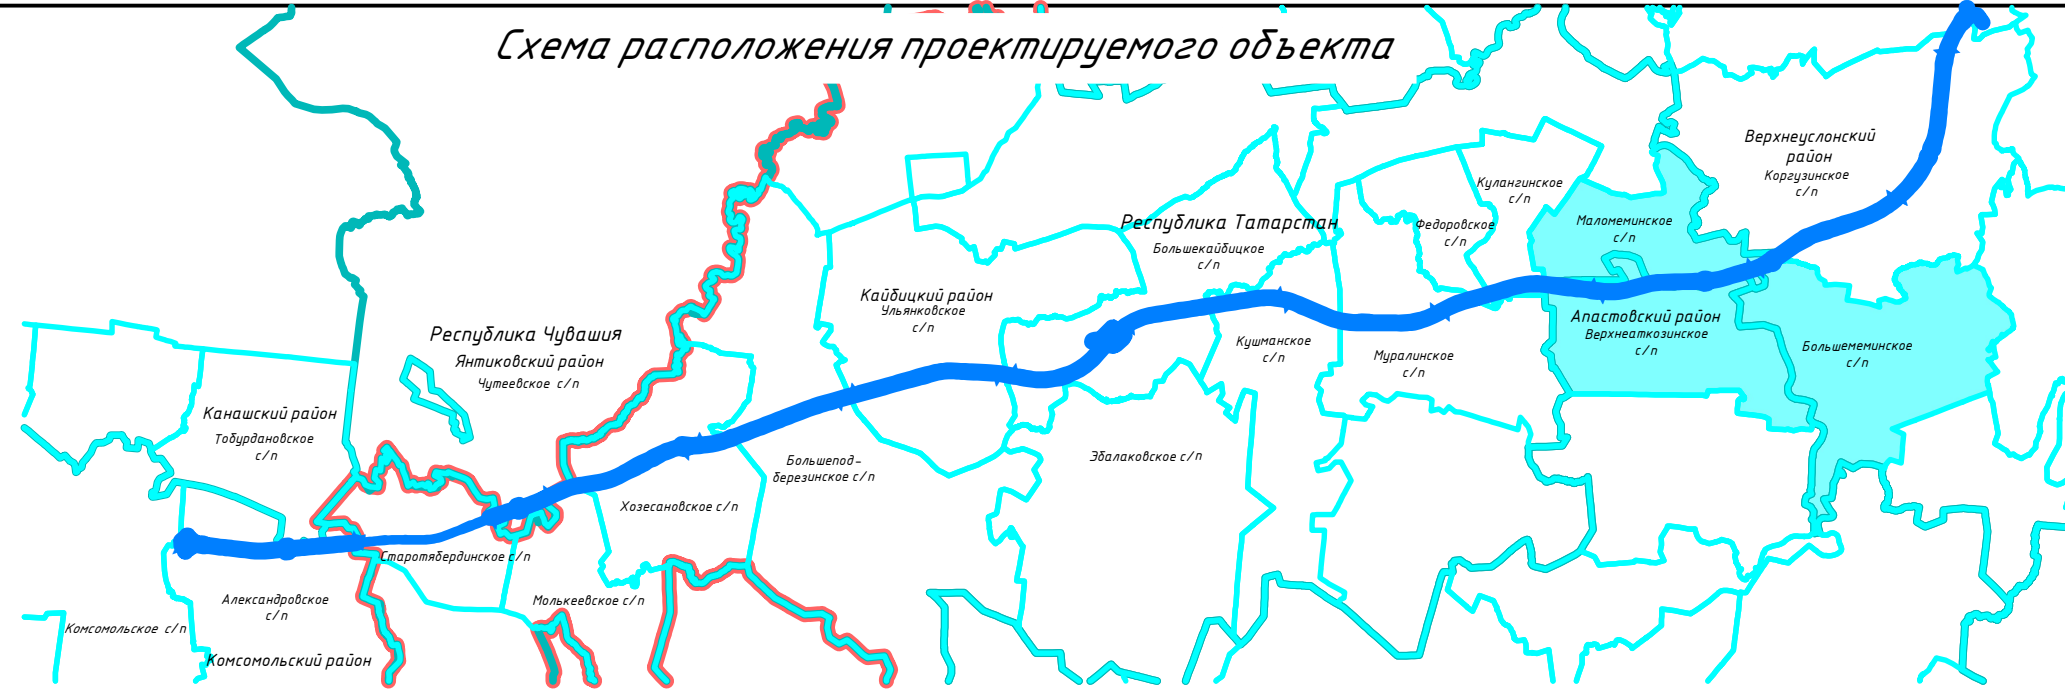 Схема расположения проектируемого объекта
Верхнеуслонский
район
Коргузинское
с/п
Кулангинское
с/п
Маломеминское
с/п
Республика Татарстан
Федоровское
с/п
Большекайбицкое
с/п
Кайбицкий район
Ульянковское
с/п
Апастовский район
Верхнеаткозинское
с/п
Республика Чувашия
Янтиковский район
Чутеевское с/п
Кушманское
с/п
Муралинское
с/п
Большемеминское
с/п
Канашский район
Тобурдановское
с/п
Большепод-
березинское с/п
Эбалаковское с/п
Хозесановское с/п
Старотябердинское с/п
Молькеевское с/п
Александровское
с/п
Комсомольское с/п
Комсомольский район